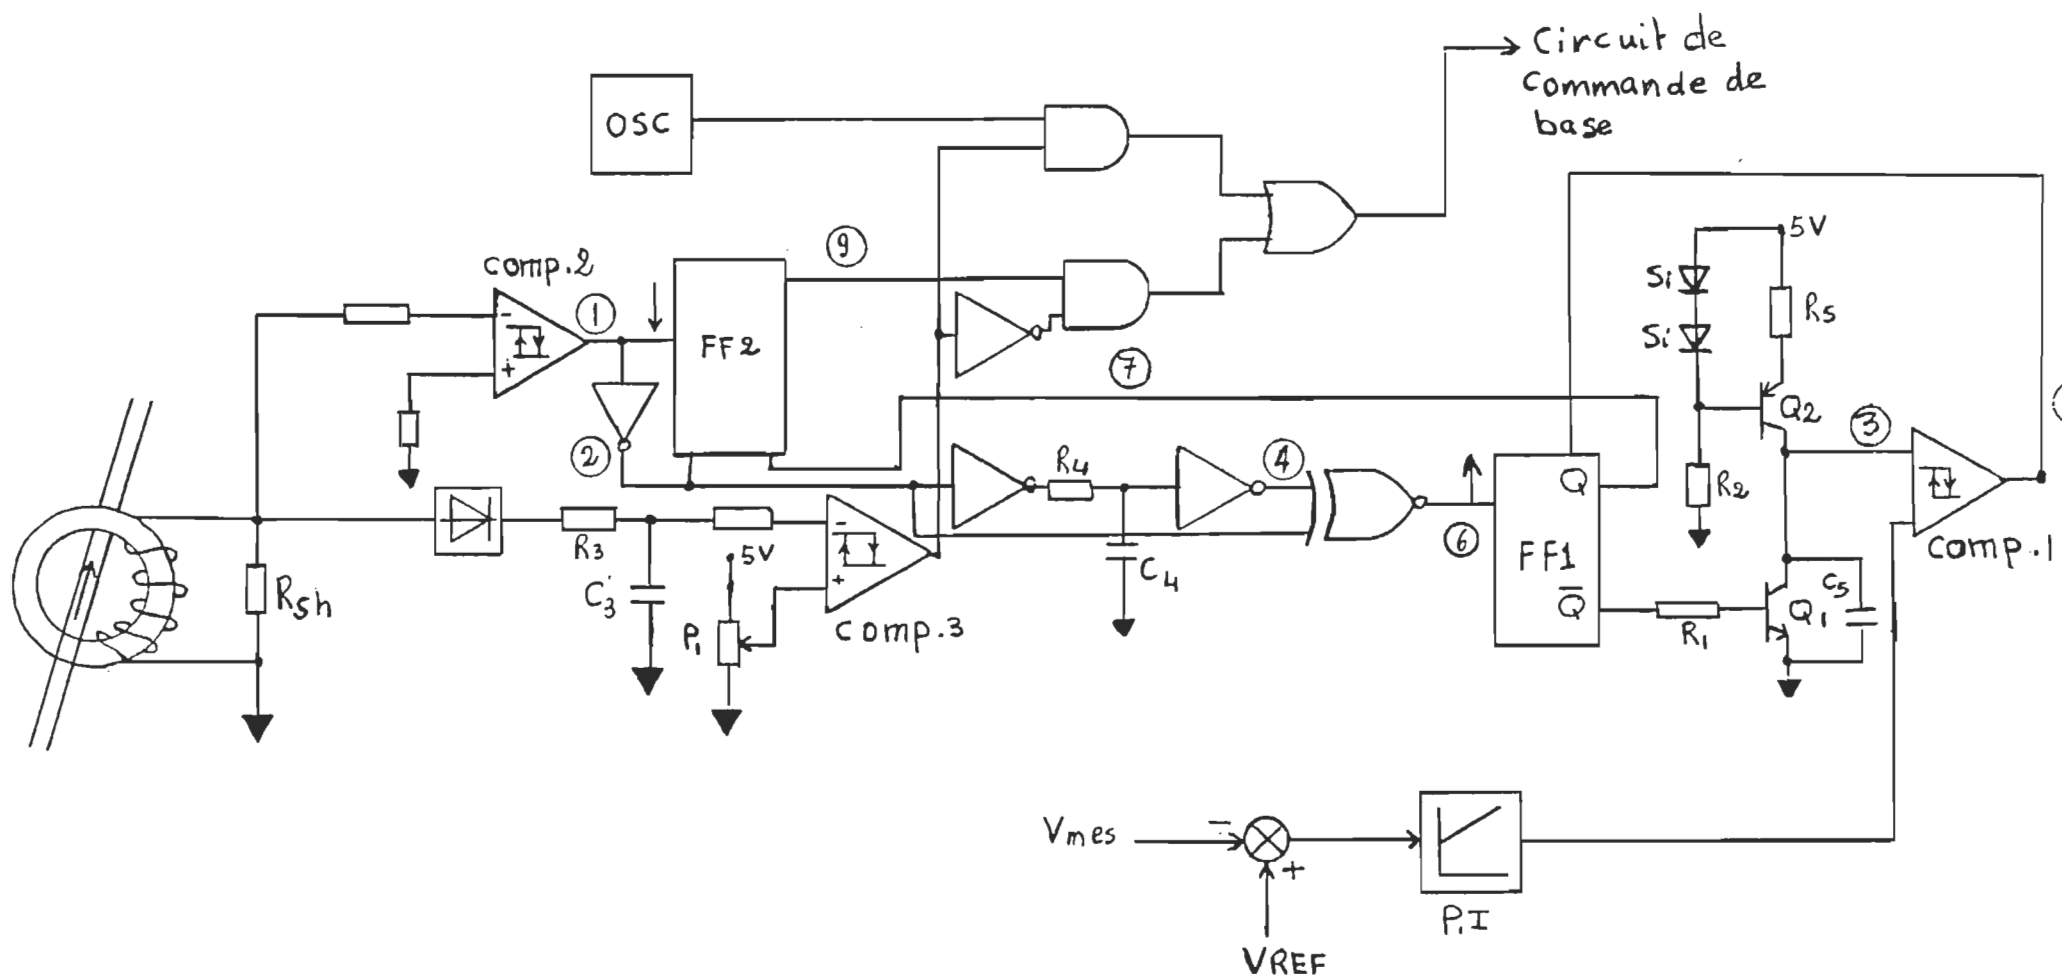 Circuit de
commande de
base
OSC
5V
Si
Si
R5
Q2
R2
comp.2
-
+
1
9
FF2
7
2
3
comp.1
R4
4
6
C4
Q
FF1
Q̅
R1
Q1
C5
Rsh
R3
C3
5V
P1
-
+
comp.3
Vmes
-
+
VREF
P.I